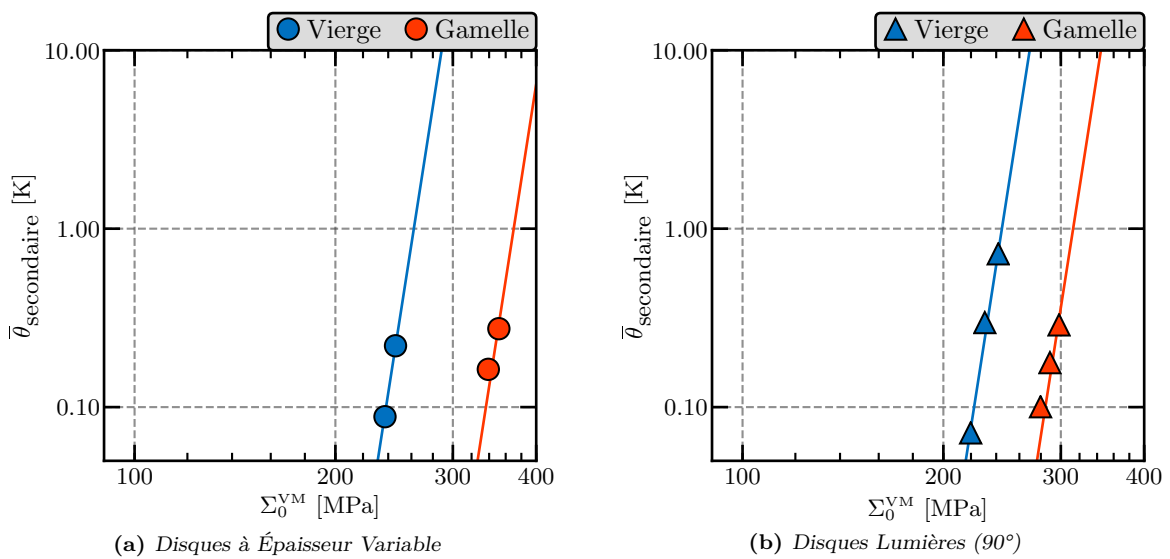 Vierge Gamelle
10.00
1.00
0.10
θ̅secondaire [K]
100 200 300 400
Σ₀ⱽᴹ [MPa]
(a) Disques à Épaisseur Variable
Vierge Gamelle
10.00
1.00
0.10
θ̅secondaire [K]
100 200 300 400
Σ₀ⱽᴹ [MPa]
(b) Disques Lumières (90°)